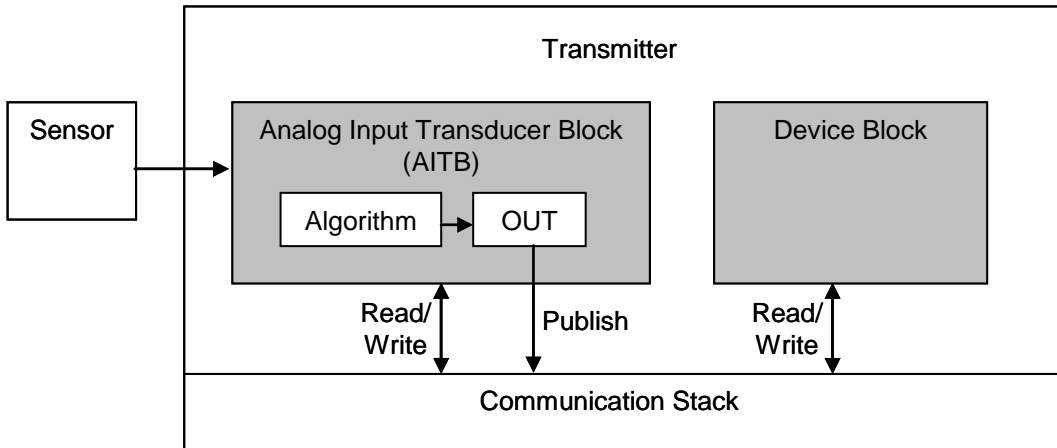 Transmitter
Sensor
Analog Input Transducer Block
(AITB)
Device Block
Algorithm
OUT
Read/
Write
Publish
Read/
Write
Communication Stack